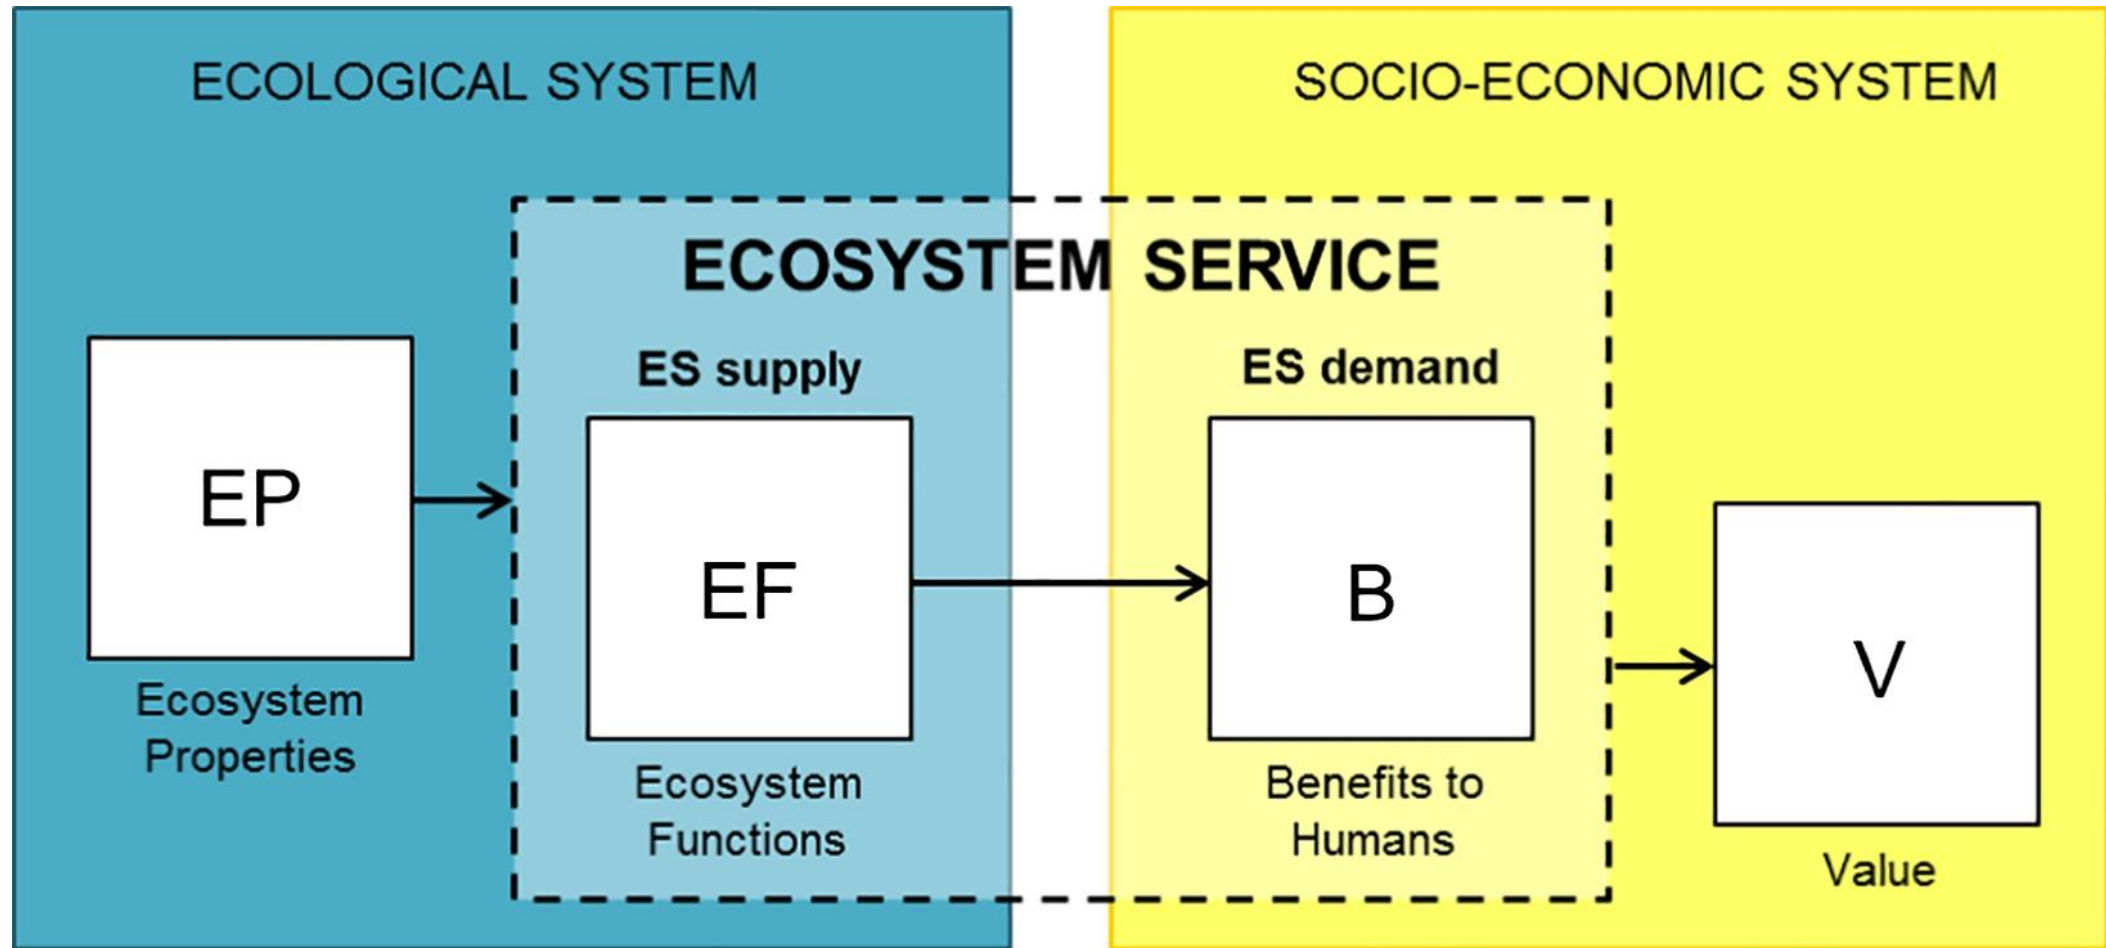 ECOLOGICAL SYSTEM
SOCIO-ECONOMIC SYSTEM
ECOSYSTEM SERVICE
ES supply
ES demand
EP
EF
B
V
Ecosystem
Properties
Ecosystem
Functions
Benefits to
Humans
Value